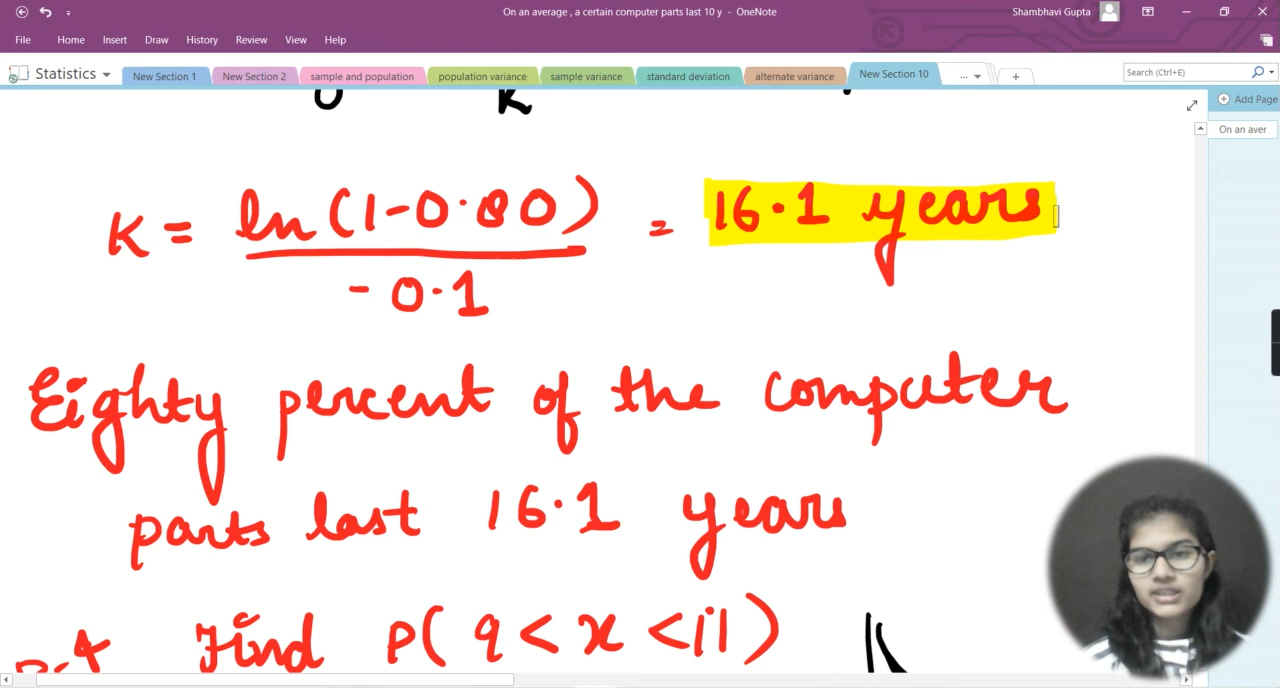 On an average , a certain computer parts last 10 y - OneNote
Shambhavi Gupta
File Home Insert Draw History Review View Help
Statistics
New Section 1 New Section 2 sample and population population variance sample variance standard deviation alternate variance New Section 10 ... +
Search (Ctrl+E)
Add Page
On an aver
K = ln(1-0.80) / -0.1 = 16.1 years
Eighty percent of the computer
parts last 16.1 years
Find P( 9 < x < 11)